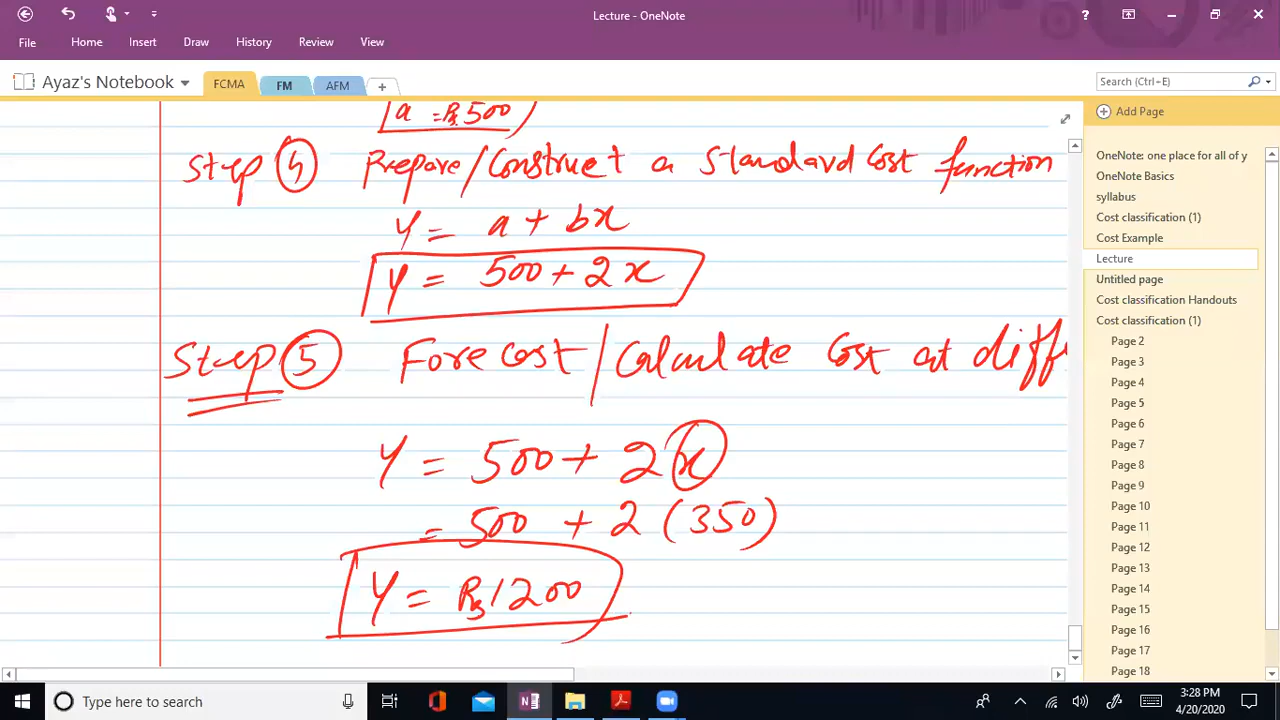 Lecture - OneNote
File Home Insert Draw History Review View
Ayaz's Notebook FCMA FM AFM
Search (Ctrl+E)
a = Rs 500
Step 4 Prepare/Construct a Standard Cost function
y = a + bx
y = 500 + 2x
Step 5 Forecost/Calculate Cost at diff
y = 500 + 2x
= 500 + 2 (350)
y = Rs 1200
Add Page
OneNote: one place for all of y
OneNote Basics
syllabus
Cost classification (1)
Cost Example
Lecture
Untitled page
Cost classification Handouts
Cost classification (1)
Page 2
Page 3
Page 4
Page 5
Page 6
Page 7
Page 8
Page 9
Page 10
Page 11
Page 12
Page 13
Page 14
Page 15
Page 16
Page 17
Page 18
Type here to search
3:28 PM
4/20/2020